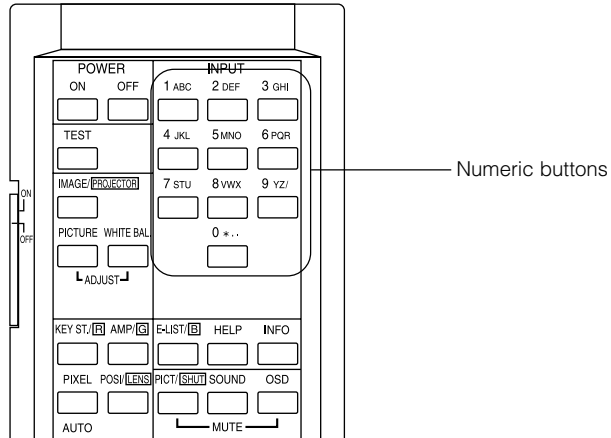 POWER INPUT
ON OFF 1 ABC 2 DEF 3 GHI
TEST 4 JKL 5 MNO 6 PQR
IMAGE/PROJECTOR 7 STU 8 VWX 9 YZ/
Numeric buttons
ON
OFF
PICTURE WHITE BAL. 0 *..
ADJUST
KEY ST./R AMP/G E-LIST/B HELP INFO
PIXEL POSI/LENS PICT/SHUT SOUND OSD
AUTO MUTE